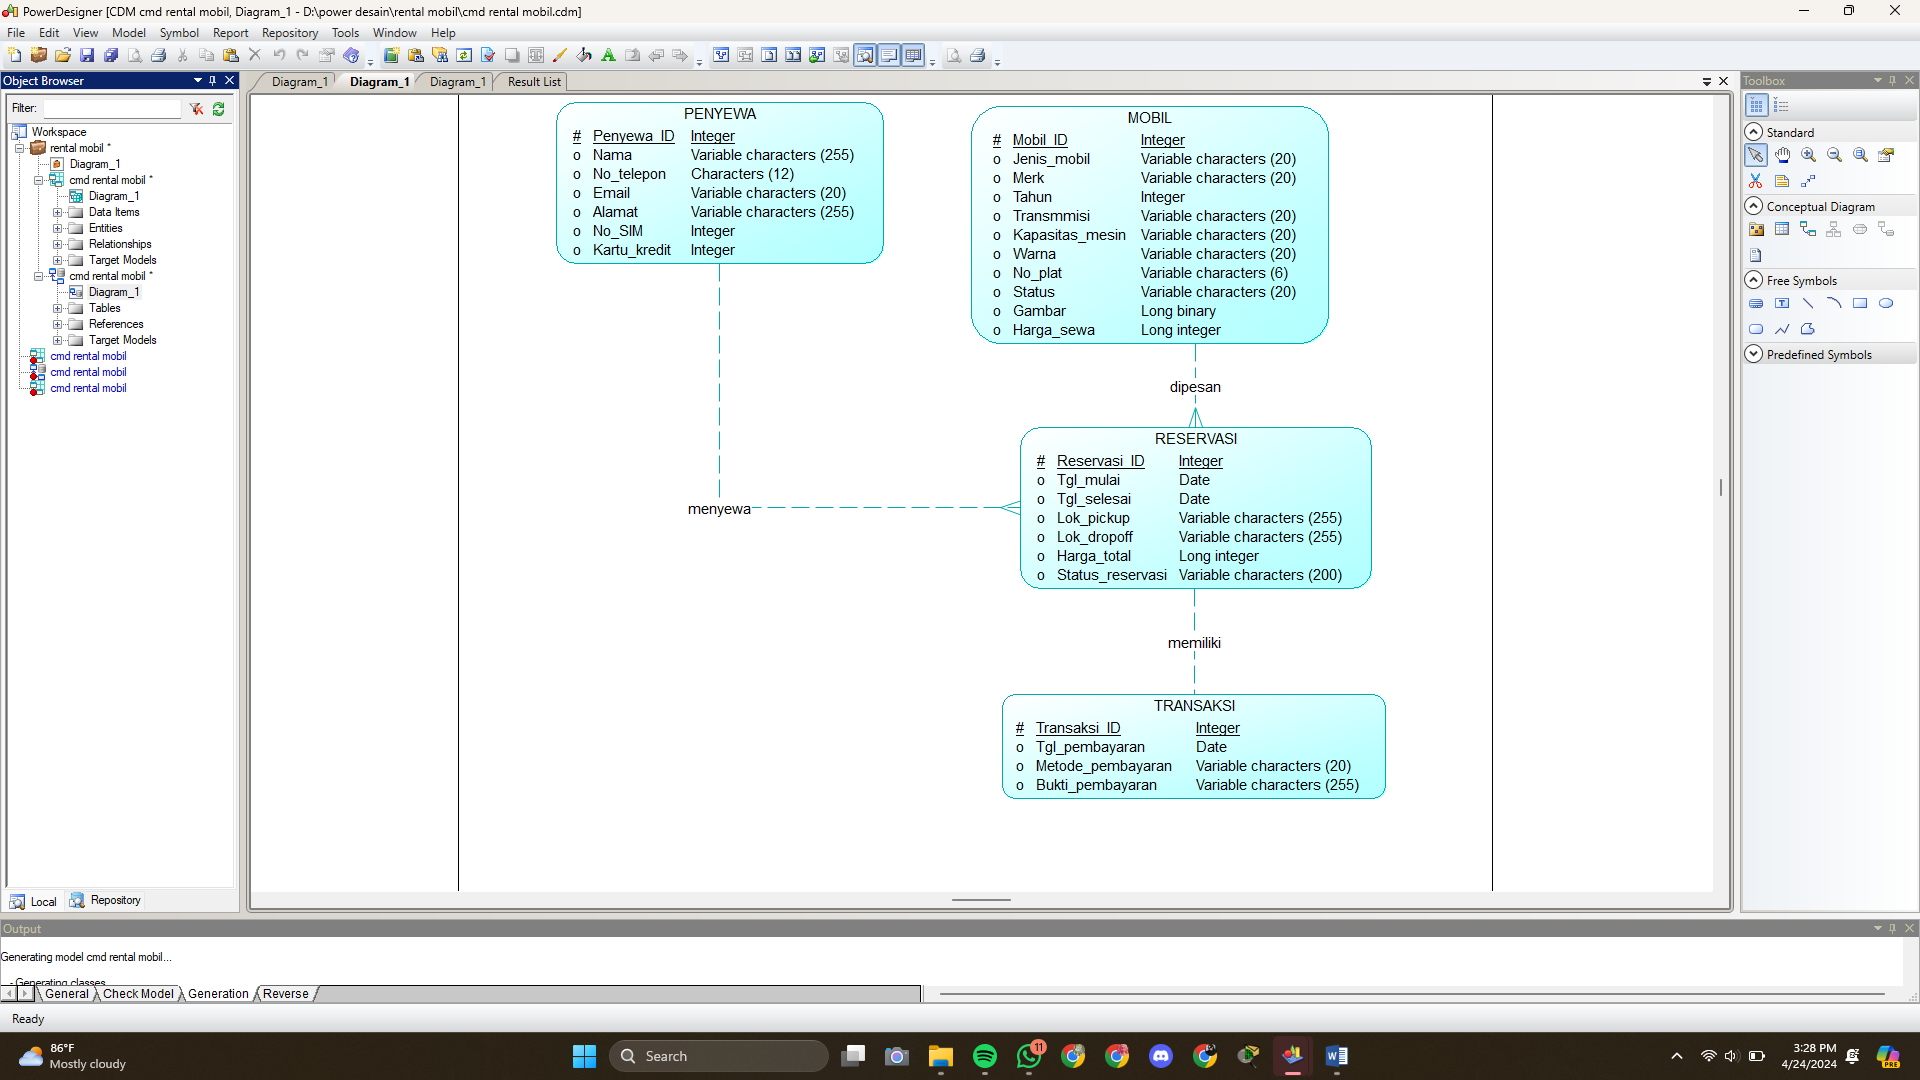 PowerDesigner [CDM cmd rental mobil, Diagram_1 - D:\power desain\rental mobil\cmd rental mobil.cdm]
File Edit View Model Symbol Report Repository Tools Window Help
Object Browser
Filter:
Workspace
rental mobil *
Diagram_1
cmd rental mobil *
Diagram_1
Data Items
Entities
Relationships
Target Models
cmd rental mobil *
Diagram_1
Tables
References
Target Models
cmd rental mobil
cmd rental mobil
cmd rental mobil
Local Repository
Diagram_1 Diagram_1 Diagram_1 Result List
PENYEWA
# Penyewa_ID Integer
o Nama Variable characters (255)
o No_telepon Characters (12)
o Email Variable characters (20)
o Alamat Variable characters (255)
o No_SIM Integer
o Kartu_kredit Integer
MOBIL
# Mobil_ID Integer
o Jenis_mobil Variable characters (20)
o Merk Variable characters (20)
o Tahun Integer
o Transmmisi Variable characters (20)
o Kapasitas_mesin Variable characters (20)
o Warna Variable characters (20)
o No_plat Variable characters (6)
o Status Variable characters (20)
o Gambar Long binary
o Harga_sewa Long integer
dipesan
menyewa
RESERVASI
# Reservasi_ID Integer
o Tgl_mulai Date
o Tgl_selesai Date
o Lok_pickup Variable characters (255)
o Lok_dropoff Variable characters (255)
o Harga_total Long integer
o Status_reservasi Variable characters (200)
memiliki
TRANSAKSI
# Transaksi_ID Integer
o Tgl_pembayaran Date
o Metode_pembayaran Variable characters (20)
o Bukti_pembayaran Variable characters (255)
Toolbox
Standard
Conceptual Diagram
Free Symbols
Predefined Symbols
Output
Generating model cmd rental mobil...
- Generating classes
General Check Model Generation Reverse
Ready
86°F
Mostly cloudy
Search
11
3:28 PM
4/24/2024
PRE